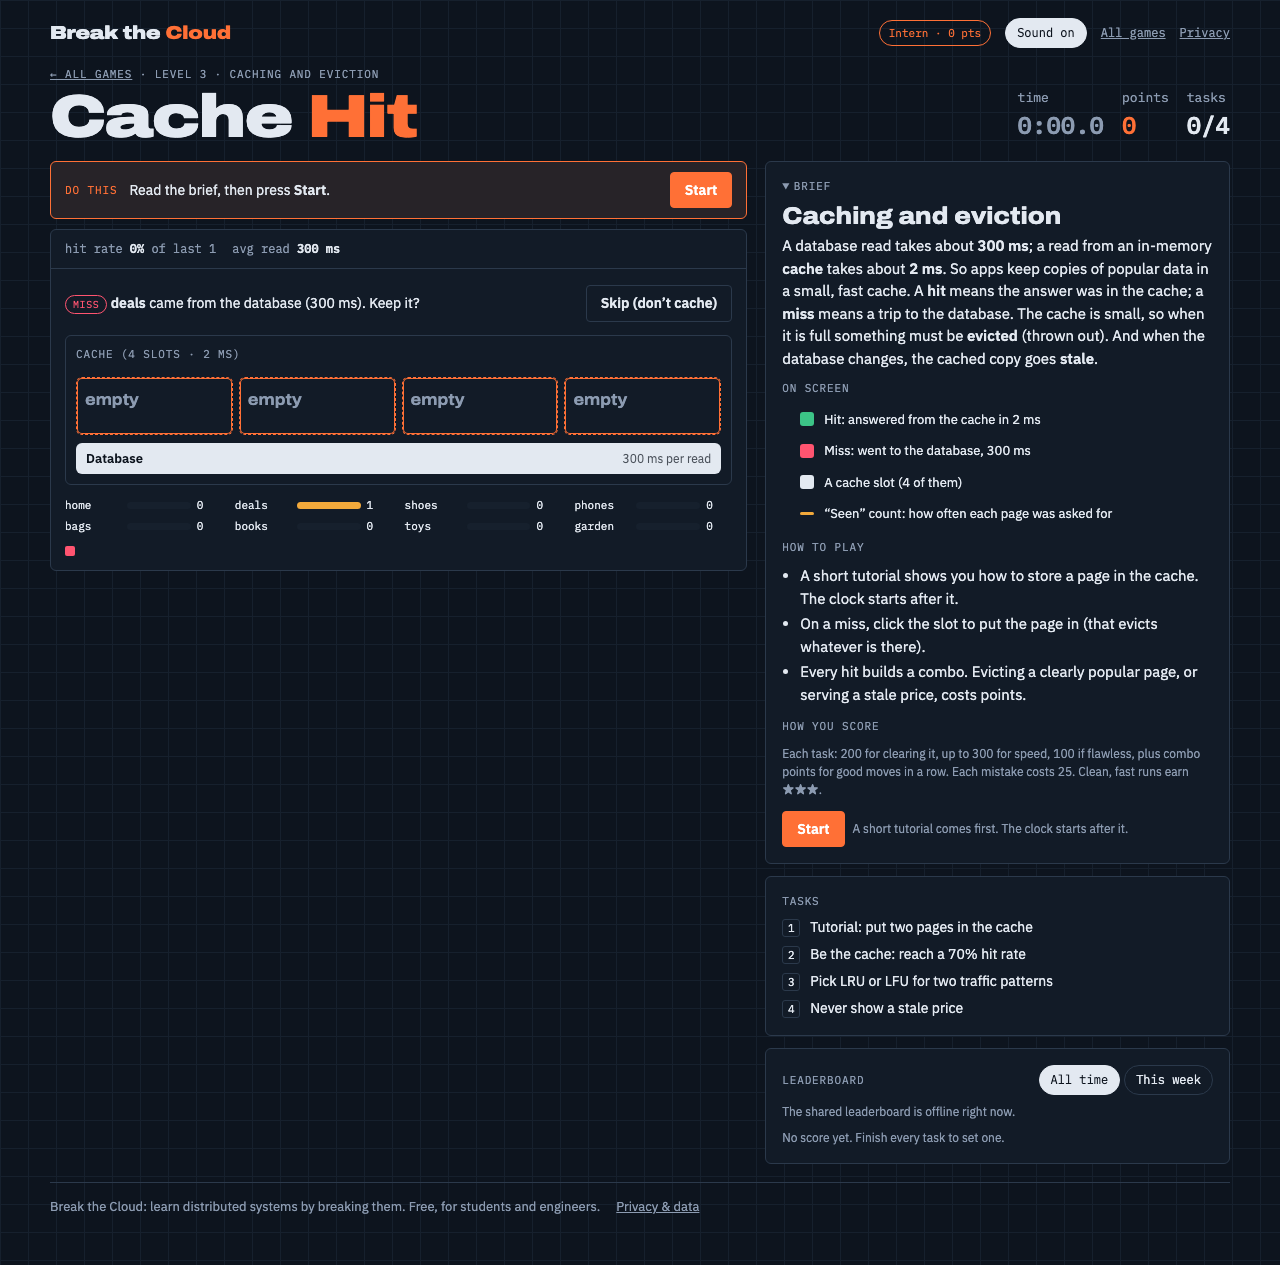 Break the Cloud
Intern · 0 pts
Sound on
All games
Privacy
← ALL GAMES · LEVEL 3 · CACHING AND EVICTION
Cache Hit
time
0:00.0
points
0
tasks
0/4
DO THIS Read the brief, then press Start.
Start
hit rate 0% of last 1 avg read 300 ms
MISS deals came from the database (300 ms). Keep it?
Skip (don’t cache)
CACHE (4 SLOTS · 2 MS)
empty
empty
empty
empty
Database
300 ms per read
home 0 deals 1 shoes 0 phones 0
bags 0 books 0 toys 0 garden 0
▼ BRIEF
Caching and eviction
A database read takes about 300 ms; a read from an in-memory
cache takes about 2 ms. So apps keep copies of popular data in
a small, fast cache. A hit means the answer was in the cache; a
miss means a trip to the database. The cache is small, so when
it is full something must be evicted (thrown out). And when the
database changes, the cached copy goes stale.
ON SCREEN
Hit: answered from the cache in 2 ms
Miss: went to the database, 300 ms
A cache slot (4 of them)
“Seen” count: how often each page was asked for
HOW TO PLAY
• A short tutorial shows you how to store a page in the cache.
The clock starts after it.
• On a miss, click the slot to put the page in (that evicts
whatever is there).
• Every hit builds a combo. Evicting a clearly popular page, or
serving a stale price, costs points.
HOW YOU SCORE
Each task: 200 for clearing it, up to 300 for speed, 100 if flawless, plus combo
points for good moves in a row. Each mistake costs 25. Clean, fast runs earn
★★★.
Start
A short tutorial comes first. The clock starts after it.
TASKS
1 Tutorial: put two pages in the cache
2 Be the cache: reach a 70% hit rate
3 Pick LRU or LFU for two traffic patterns
4 Never show a stale price
LEADERBOARD
All time
This week
The shared leaderboard is offline right now.
No score yet. Finish every task to set one.
Break the Cloud: learn distributed systems by breaking them. Free, for students and engineers.
Privacy & data